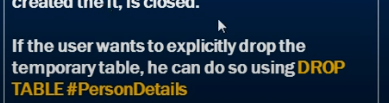 created the it, is closed.
If the user wants to explicitly drop the
temporary table, he can do so using DROP
TABLE #PersonDetails